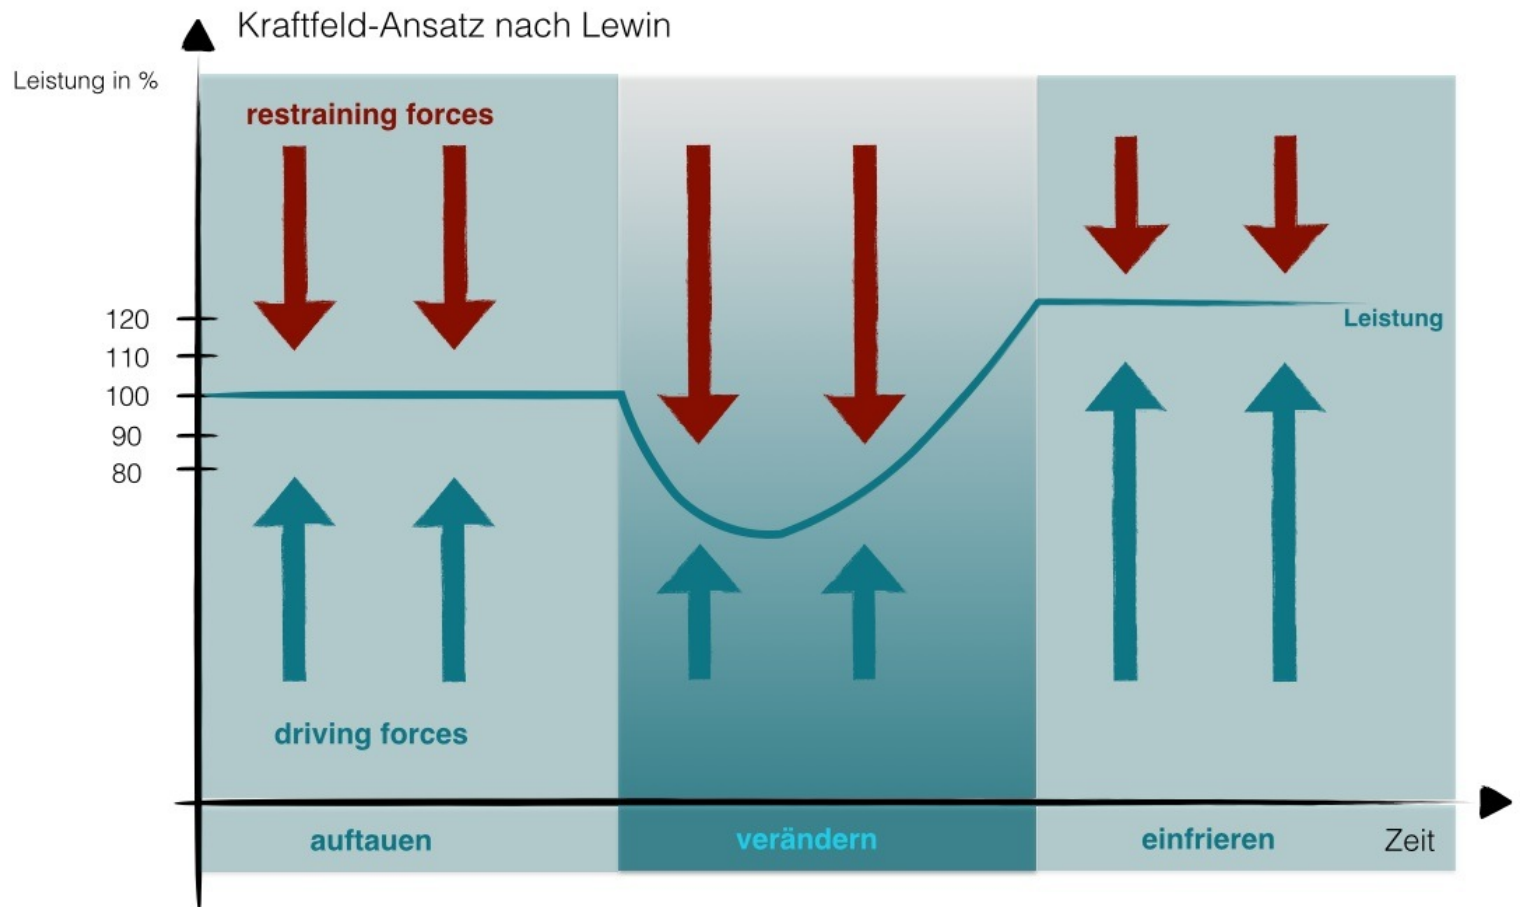 Kraftfeld-Ansatz nach Lewin
Leistung in %
restraining forces
120
110
100
90
80
Leistung
driving forces
auftauen
verändern
einfrieren
Zeit